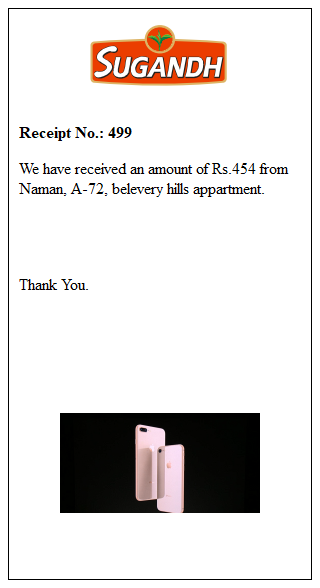 SUGANDH
Receipt No.: 499
We have received an amount of Rs.454 from
Naman, A-72, belevery hills appartment.
Thank You.